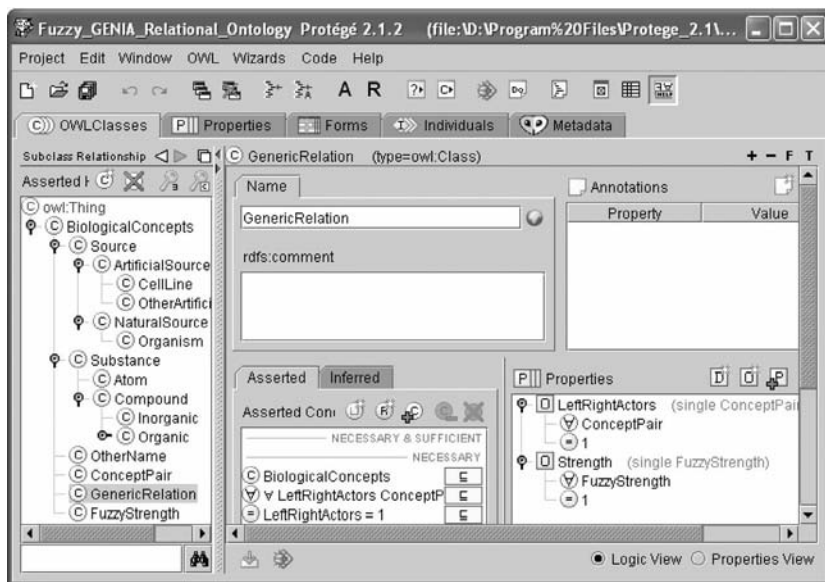 Fuzzy_GENIA_Relational_Ontology Protégé 2.1.2 (file:\D:\Program%20Files\Protege_2.1\...
Project Edit Window OWL Wizards Code Help
A R
OWLClasses Properties Forms Individuals Metadata
Subclass Relationship
Asserted H
owl:Thing
BiologicalConcepts
Source
ArtificialSource
CellLine
OtherArtifici
NaturalSource
Organism
Substance
Atom
Compound
Inorganic
Organic
OtherName
ConceptPair
GenericRelation
FuzzyStrength
C GenericRelation (type=owl:Class)
+ − F T
Name
GenericRelation
rdfs:comment
Annotations
Property Value
Asserted Inferred
Asserted Con
NECESSARY & SUFFICIENT
NECESSARY
BiologicalConcepts ⊑
∀ LeftRightActors ConceptP ⊑
LeftRightActors = 1 ⊑
Properties
LeftRightActors (single ConceptPai
ConceptPair
= 1
Strength (single FuzzyStrength)
FuzzyStrength
= 1
Logic View Properties View